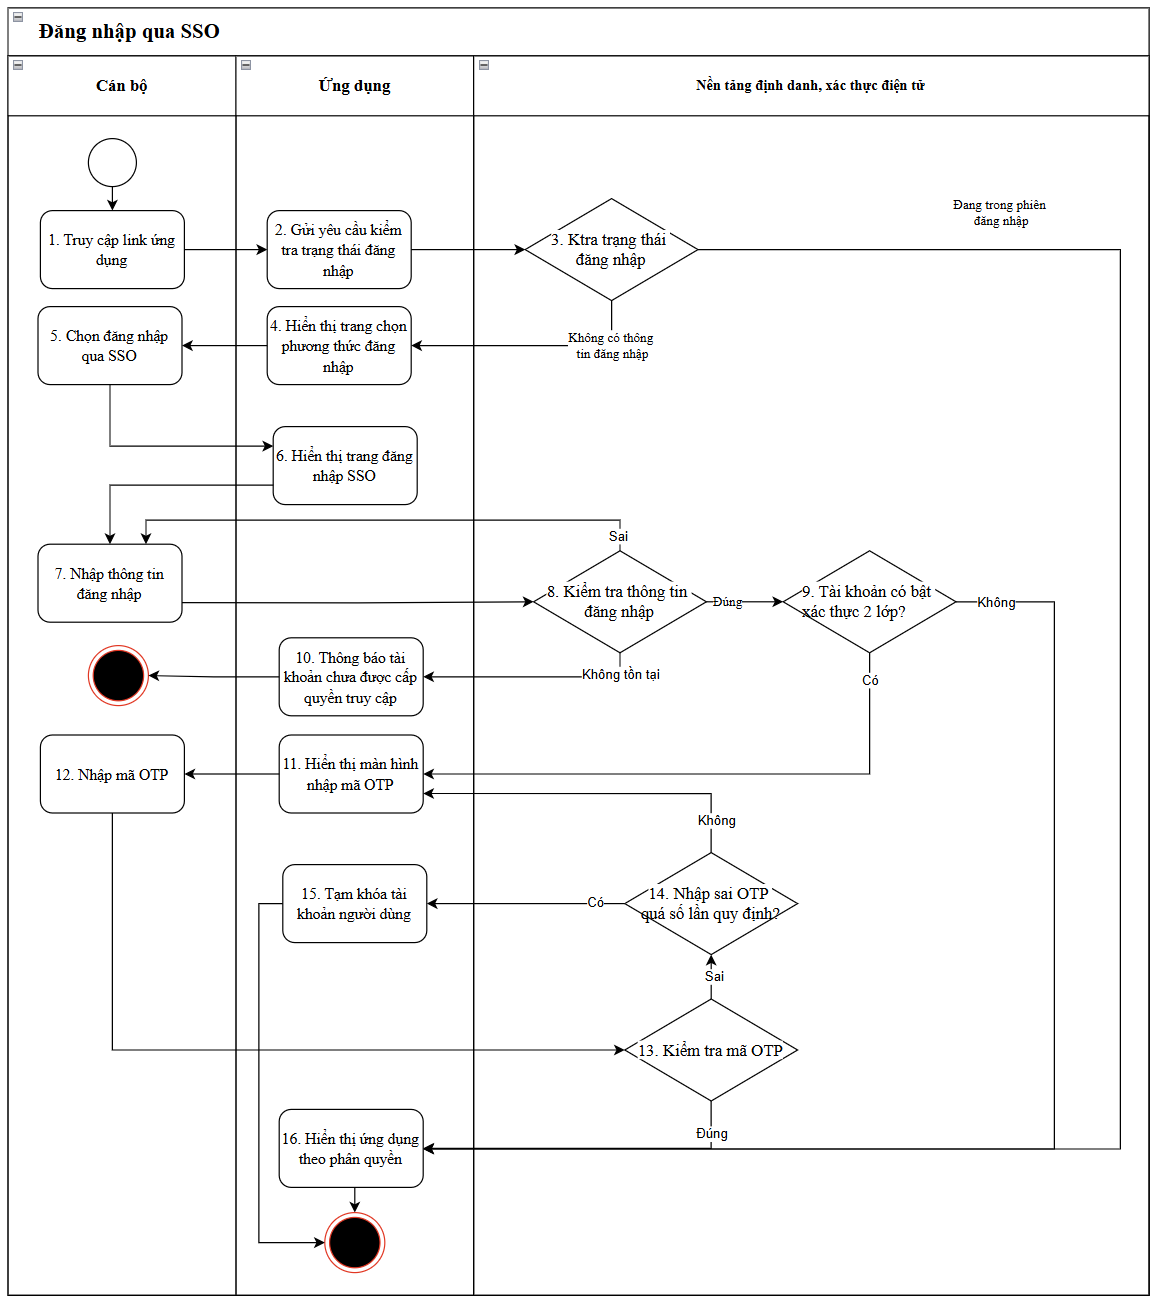 Đăng nhập qua SSO
Cán bộ
Ứng dụng
Nền tảng định danh, xác thực điện tử
1. Truy cập link ứng
dụng
2. Gửi yêu cầu kiểm
tra trạng thái đăng
nhập
3. Ktra trạng thái
đăng nhập
Đang trong phiên
đăng nhập
5. Chọn đăng nhập
qua SSO
4. Hiển thị trang chọn
phương thức đăng
nhập
Không có thông
tin đăng nhập
6. Hiển thị trang đăng
nhập SSO
Sai
7. Nhập thông tin
đăng nhập
8. Kiểm tra thông tin
đăng nhập
Đúng
9. Tài khoản có bật
xác thực 2 lớp?
Không
10. Thông báo tài
khoản chưa được cấp
quyền truy cập
Không tồn tại
Có
12. Nhập mã OTP
11. Hiển thị màn hình
nhập mã OTP
Không
15. Tạm khóa tài
khoản người dùng
Có
14. Nhập sai OTP
quá số lần quy định?
Sai
13. Kiểm tra mã OTP
Đúng
16. Hiển thị ứng dụng
theo phân quyền